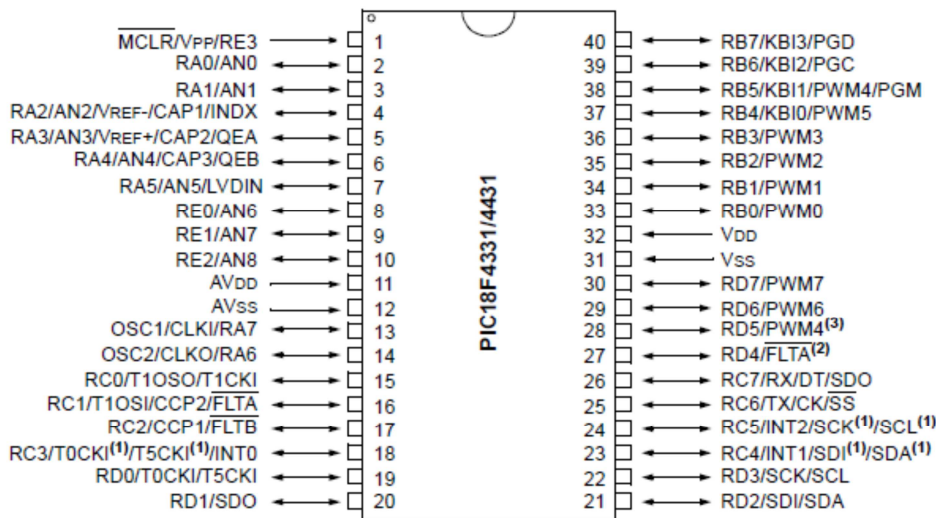 MCLR/VPP/RE3 1
RA0/AN0 2
RA1/AN1 3
RA2/AN2/VREF-/CAP1/INDX 4
RA3/AN3/VREF+/CAP2/QEA 5
RA4/AN4/CAP3/QEB 6
RA5/AN5/LVDIN 7
RE0/AN6 8
RE1/AN7 9
RE2/AN8 10
AVDD 11
AVSS 12
OSC1/CLKI/RA7 13
OSC2/CLKO/RA6 14
RC0/T1OSO/T1CKI 15
RC1/T1OSI/CCP2/FLTA 16
RC2/CCP1/FLTB 17
RC3/T0CKI(1)/T5CKI(1)/INT0 18
RD0/T0CKI/T5CKI 19
RD1/SDO 20
PIC18F4331/4431
40 RB7/KBI3/PGD
39 RB6/KBI2/PGC
38 RB5/KBI1/PWM4/PGM
37 RB4/KBI0/PWM5
36 RB3/PWM3
35 RB2/PWM2
34 RB1/PWM1
33 RB0/PWM0
32 VDD
31 VSS
30 RD7/PWM7
29 RD6/PWM6
28 RD5/PWM4(3)
27 RD4/FLTA(2)
26 RC7/RX/DT/SDO
25 RC6/TX/CK/SS
24 RC5/INT2/SCK(1)/SCL(1)
23 RC4/INT1/SDI(1)/SDA(1)
22 RD3/SCK/SCL
21 RD2/SDI/SDA